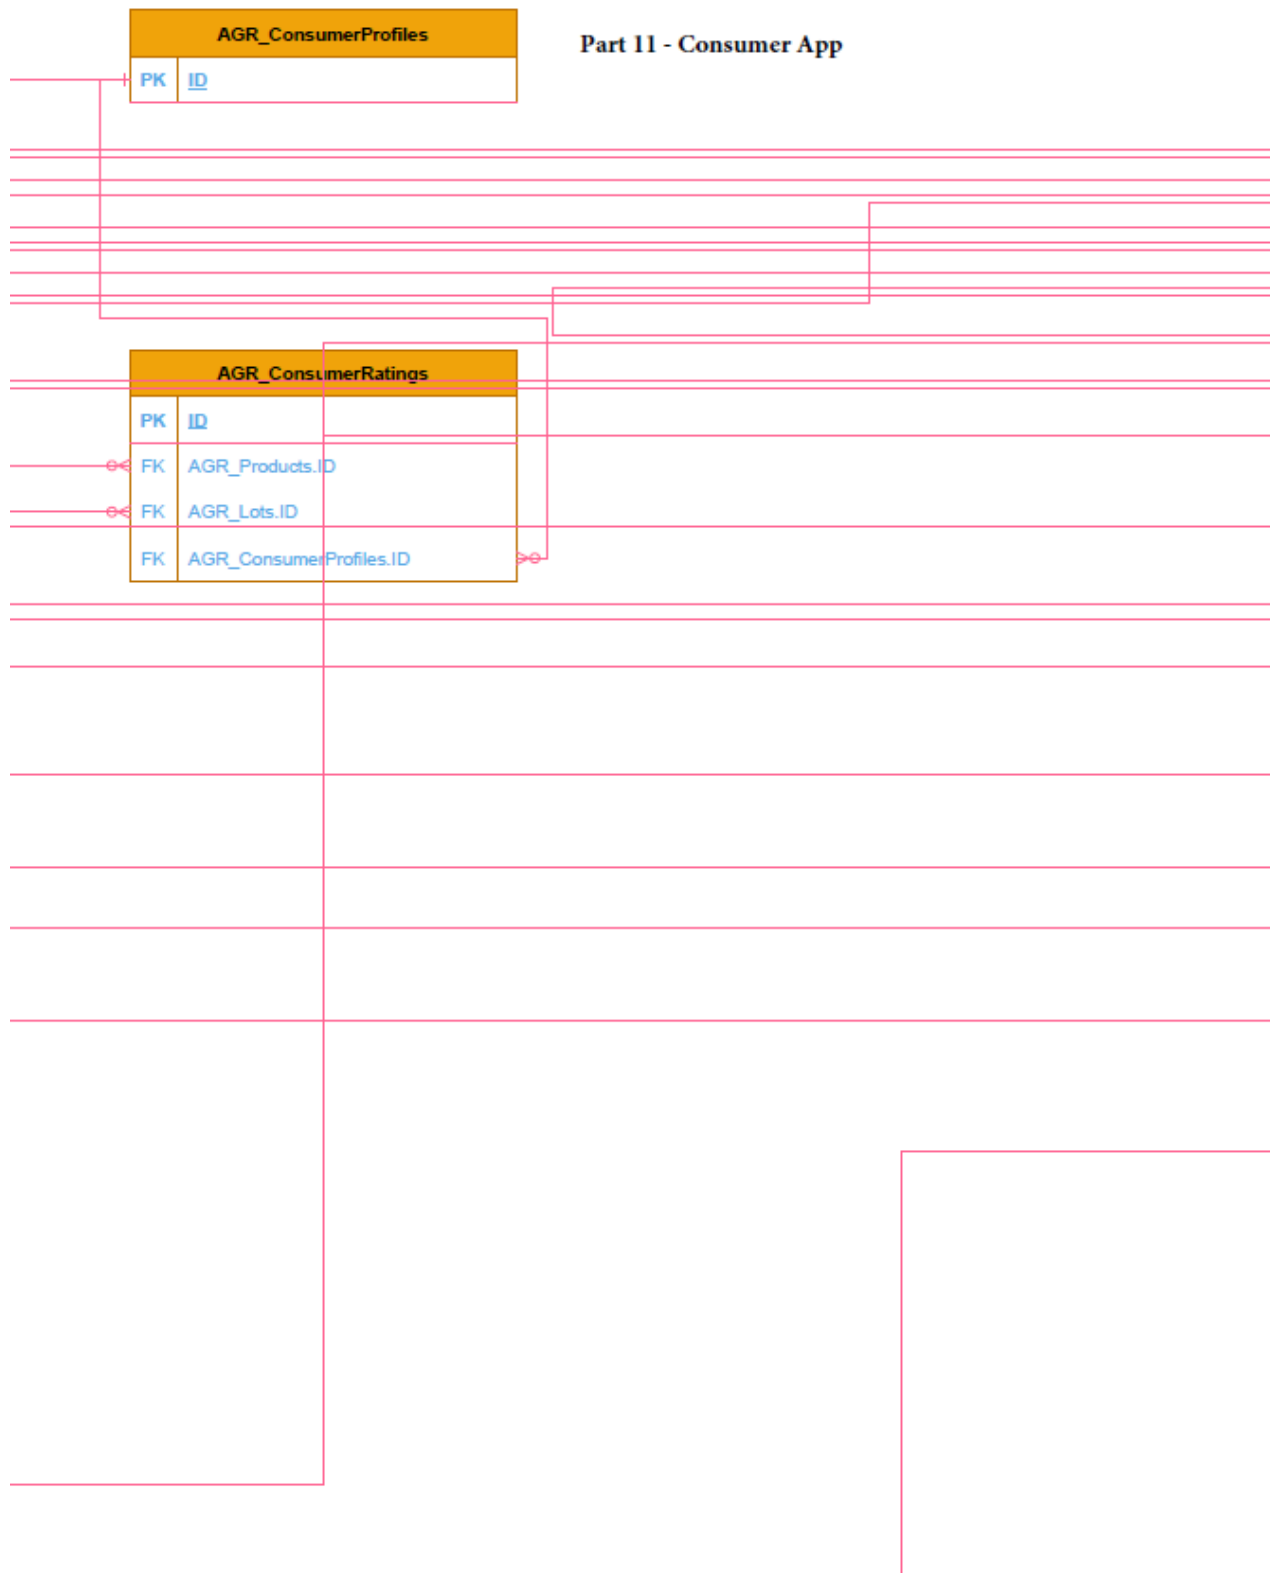 AGR_ConsumerProfiles
Part 11 - Consumer App
PK ID
AGR_ConsumerRatings
PK ID
FK AGR_Products.ID
FK AGR_Lots.ID
FK AGR_ConsumerProfiles.ID